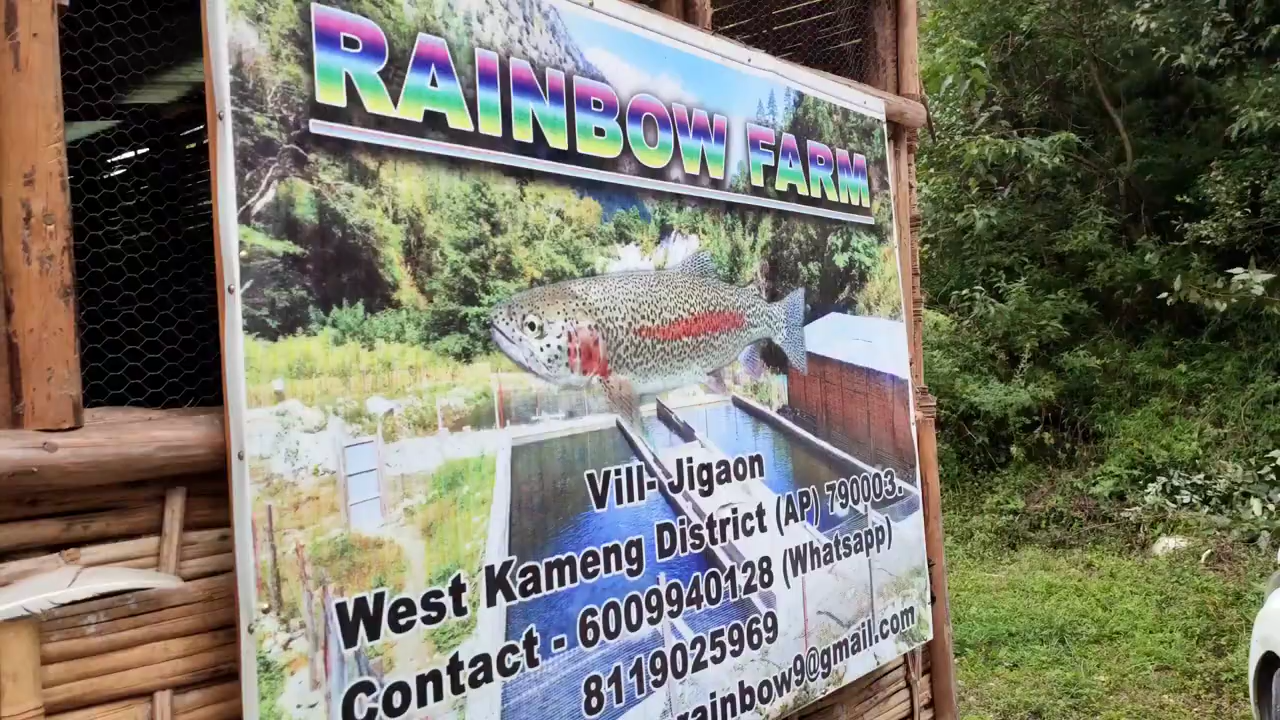 RAINBOW FARM
Vill- Jigaon
West Kameng District (AP) 790003.
Contact - 6009940128 (Whatsapp)
8119025969
rainbow9@gmail.com